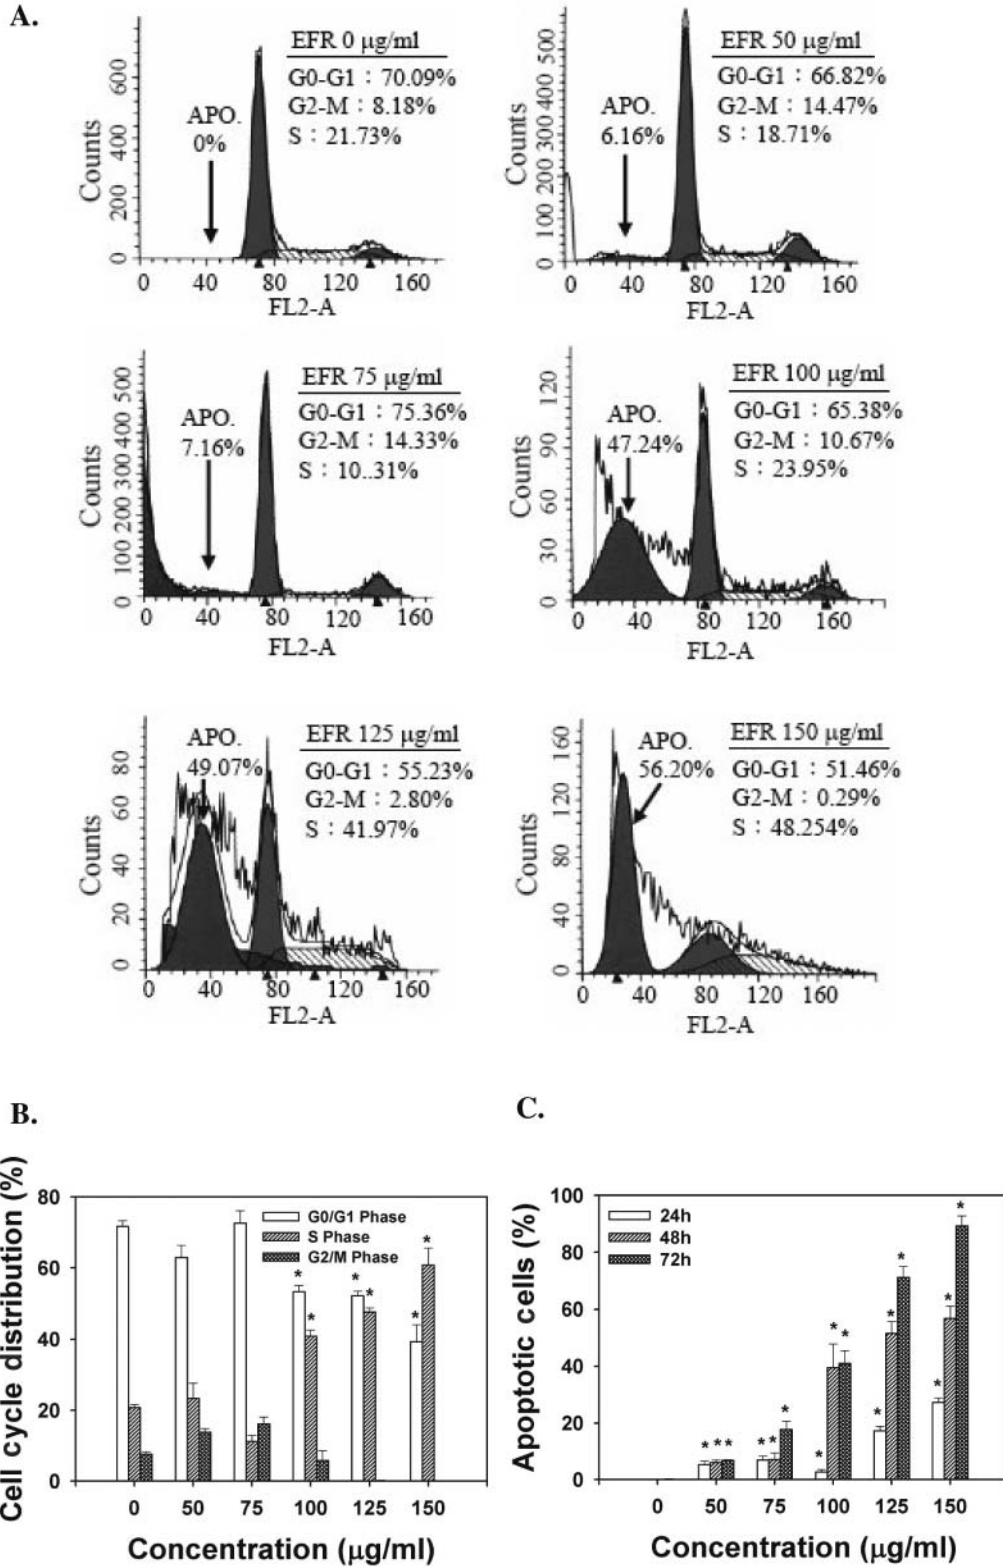 A.
EFR 0 μg/ml
G0-G1 : 70.09%
G2-M : 8.18%
S : 21.73%
APO.
0%
Counts
0 200 400 600
0 40 80 120 160
FL2-A
EFR 50 μg/ml
G0-G1 : 66.82%
G2-M : 14.47%
S : 18.71%
APO.
6.16%
Counts
0 100 200 300 400 500
0 40 80 120 160
FL2-A
EFR 75 μg/ml
G0-G1 : 75.36%
G2-M : 14.33%
S : 10..31%
APO.
7.16%
Counts
0 100 200 300 400 500
0 40 80 120 160
FL2-A
EFR 100 μg/ml
G0-G1 : 65.38%
G2-M : 10.67%
S : 23.95%
APO.
47.24%
Counts
0 30 60 90 120
0 40 80 120 160
FL2-A
EFR 125 μg/ml
G0-G1 : 55.23%
G2-M : 2.80%
S : 41.97%
APO.
49.07%
Counts
0 20 40 60 80
0 40 80 120 160
FL2-A
EFR 150 μg/ml
G0-G1 : 51.46%
G2-M : 0.29%
S : 48.254%
APO.
56.20%
Counts
0 40 80 120 160
0 40 80 120 160
FL2-A
B.
Cell cycle distribution (%)
80
60
40
20
0
G0/G1 Phase
S Phase
G2/M Phase
* * * * * *
0 50 75 100 125 150
Concentration (μg/ml)
C.
Apoptotic cells (%)
100
80
60
40
20
0
24h
48h
72h
* * * * * * * * * * * * * * *
0 50 75 100 125 150
Concentration (μg/ml)